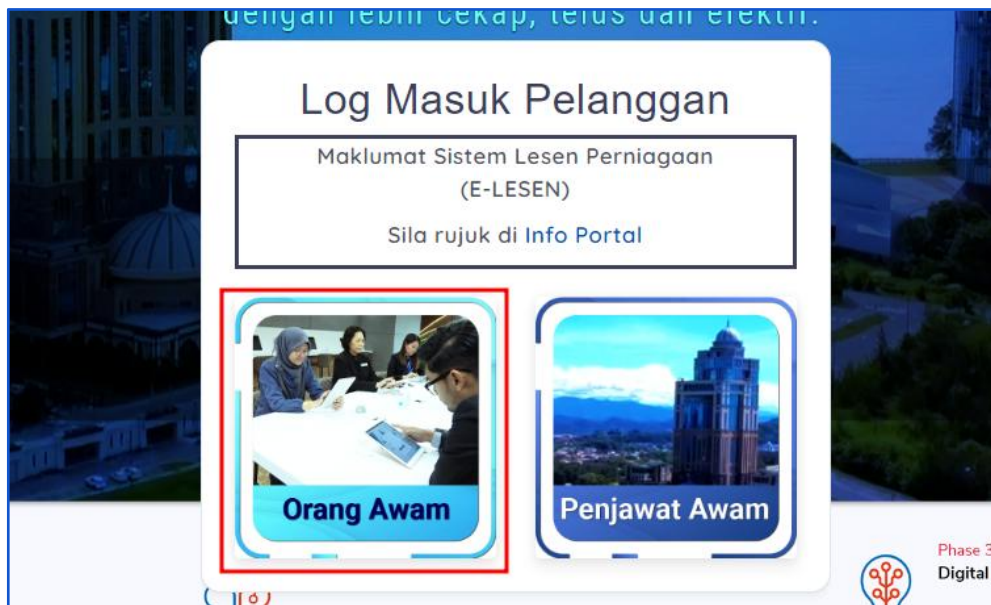 dengan lebih cekap, telus dan efektif.
Log Masuk Pelanggan
Maklumat Sistem Lesen Perniagaan
(E-LESEN)
Sila rujuk di Info Portal
Orang Awam
Penjawat Awam
Phase 3
Digital